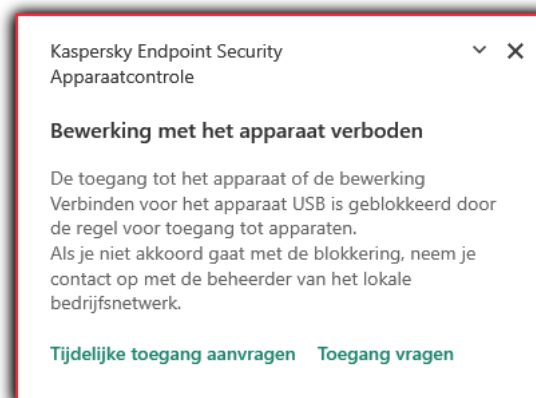 Kaspersky Endpoint Security
Apparaatcontrole
Bewerking met het apparaat verboden
De toegang tot het apparaat of de bewerking
Verbinden voor het apparaat USB is geblokkeerd door
de regel voor toegang tot apparaten.
Als je niet akkoord gaat met de blokkering, neem je
contact op met de beheerder van het lokale
bedrijfsnetwerk.
Tijdelijke toegang aanvragen Toegang vragen